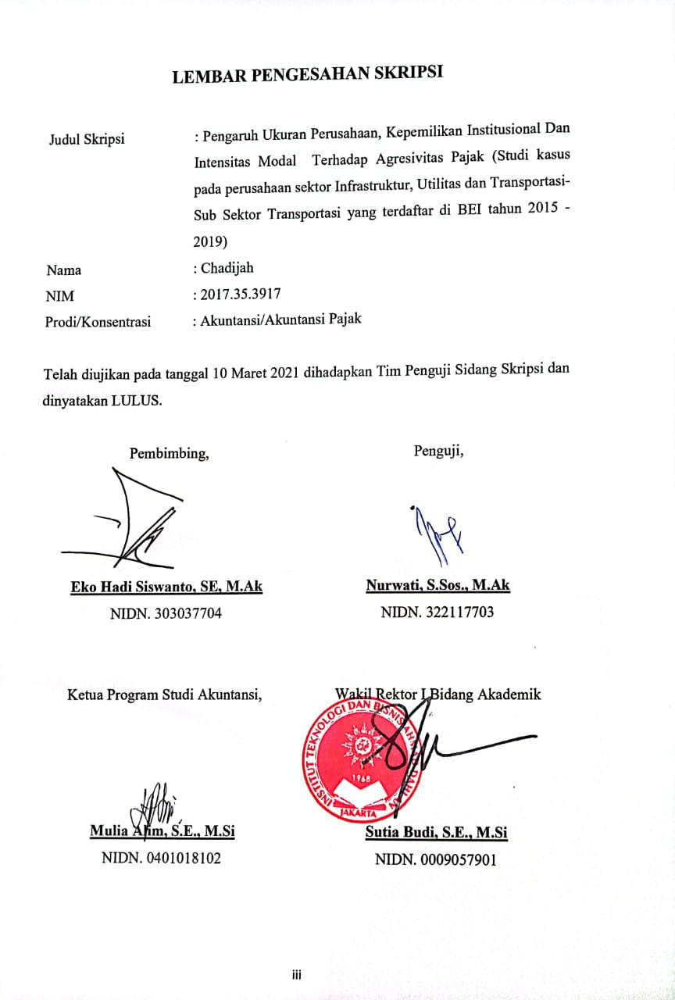 LEMBAR PENGESAHAN SKRIPSI
Judul Skripsi : Pengaruh Ukuran Perusahaan, Kepemilikan Institusional Dan
Intensitas Modal Terhadap Agresivitas Pajak (Studi kasus
pada perusahaan sektor Infrastruktur, Utilitas dan Transportasi-
Sub Sektor Transportasi yang terdaftar di BEI tahun 2015 -
2019)
Nama : Chadijah
NIM : 2017.35.3917
Prodi/Konsentrasi : Akuntansi/Akuntansi Pajak
Telah diujikan pada tanggal 10 Maret 2021 dihadapkan Tim Penguji Sidang Skripsi dan
dinyatakan LULUS.
Pembimbing, Penguji,
Eko Hadi Siswanto, SE, M.Ak Nurwati, S.Sos., M.Ak
NIDN. 303037704 NIDN. 322117703
Ketua Program Studi Akuntansi, Wakil Rektor I Bidang Akademik
INSTITUT TEKNOLOGI DAN BISNIS
1968
JAKARTA
Mulia Alim, S.E., M.Si Sutia Budi, S.E., M.Si
NIDN. 0401018102 NIDN. 0009057901
iii